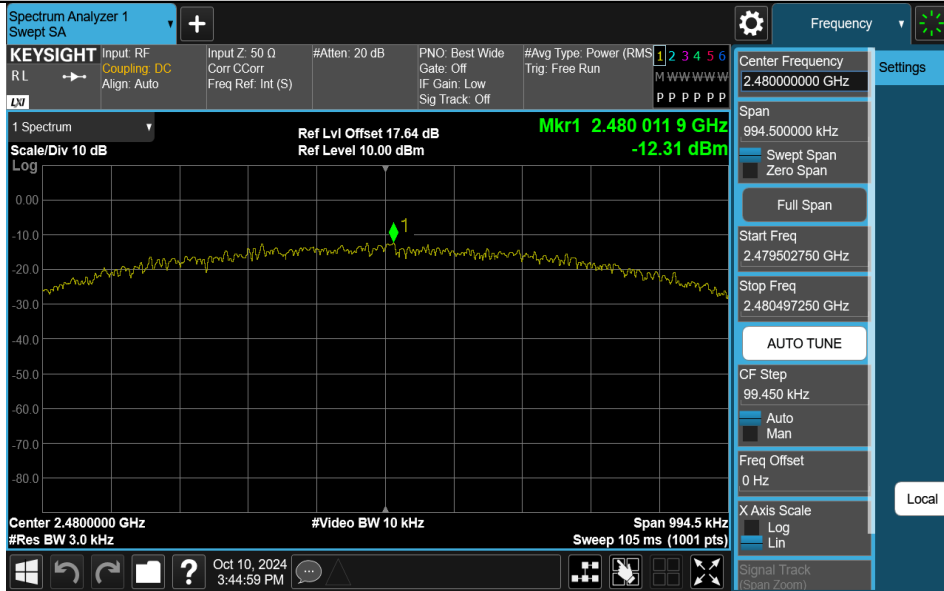 Spectrum Analyzer 1
Swept SA
+
Frequency
KEYSIGHT
R L
LXI
Input: RF
Coupling: DC
Align: Auto
Input Z: 50 Ω
Corr CCorr
Freq Ref: Int (S)
#Atten: 20 dB
PNO: Best Wide
Gate: Off
IF Gain: Low
Sig Track: Off
#Avg Type: Power (RMS
Trig: Free Run
1 2 3 4 5 6
M W W W W W
P P P P P P
1 Spectrum
Scale/Div 10 dB
Log
Ref Lvl Offset 17.64 dB
Ref Level 10.00 dBm
Mkr1 2.480 011 9 GHz
-12.31 dBm
1
0.00
-10.0
-20.0
-30.0
-40.0
-50.0
-60.0
-70.0
-80.0
Center 2.4800000 GHz
#Res BW 3.0 kHz
#Video BW 10 kHz
Span 994.5 kHz
Sweep 105 ms (1001 pts)
?
Oct 10, 2024
3:44:59 PM
Center Frequency
2.480000000 GHz
Span
994.500000 kHz
Swept Span
Zero Span
Full Span
Start Freq
2.479502750 GHz
Stop Freq
2.480497250 GHz
AUTO TUNE
CF Step
99.450 kHz
Auto
Man
Freq Offset
0 Hz
X Axis Scale
Log
Lin
Signal Track
(Span Zoom)
Settings
Local